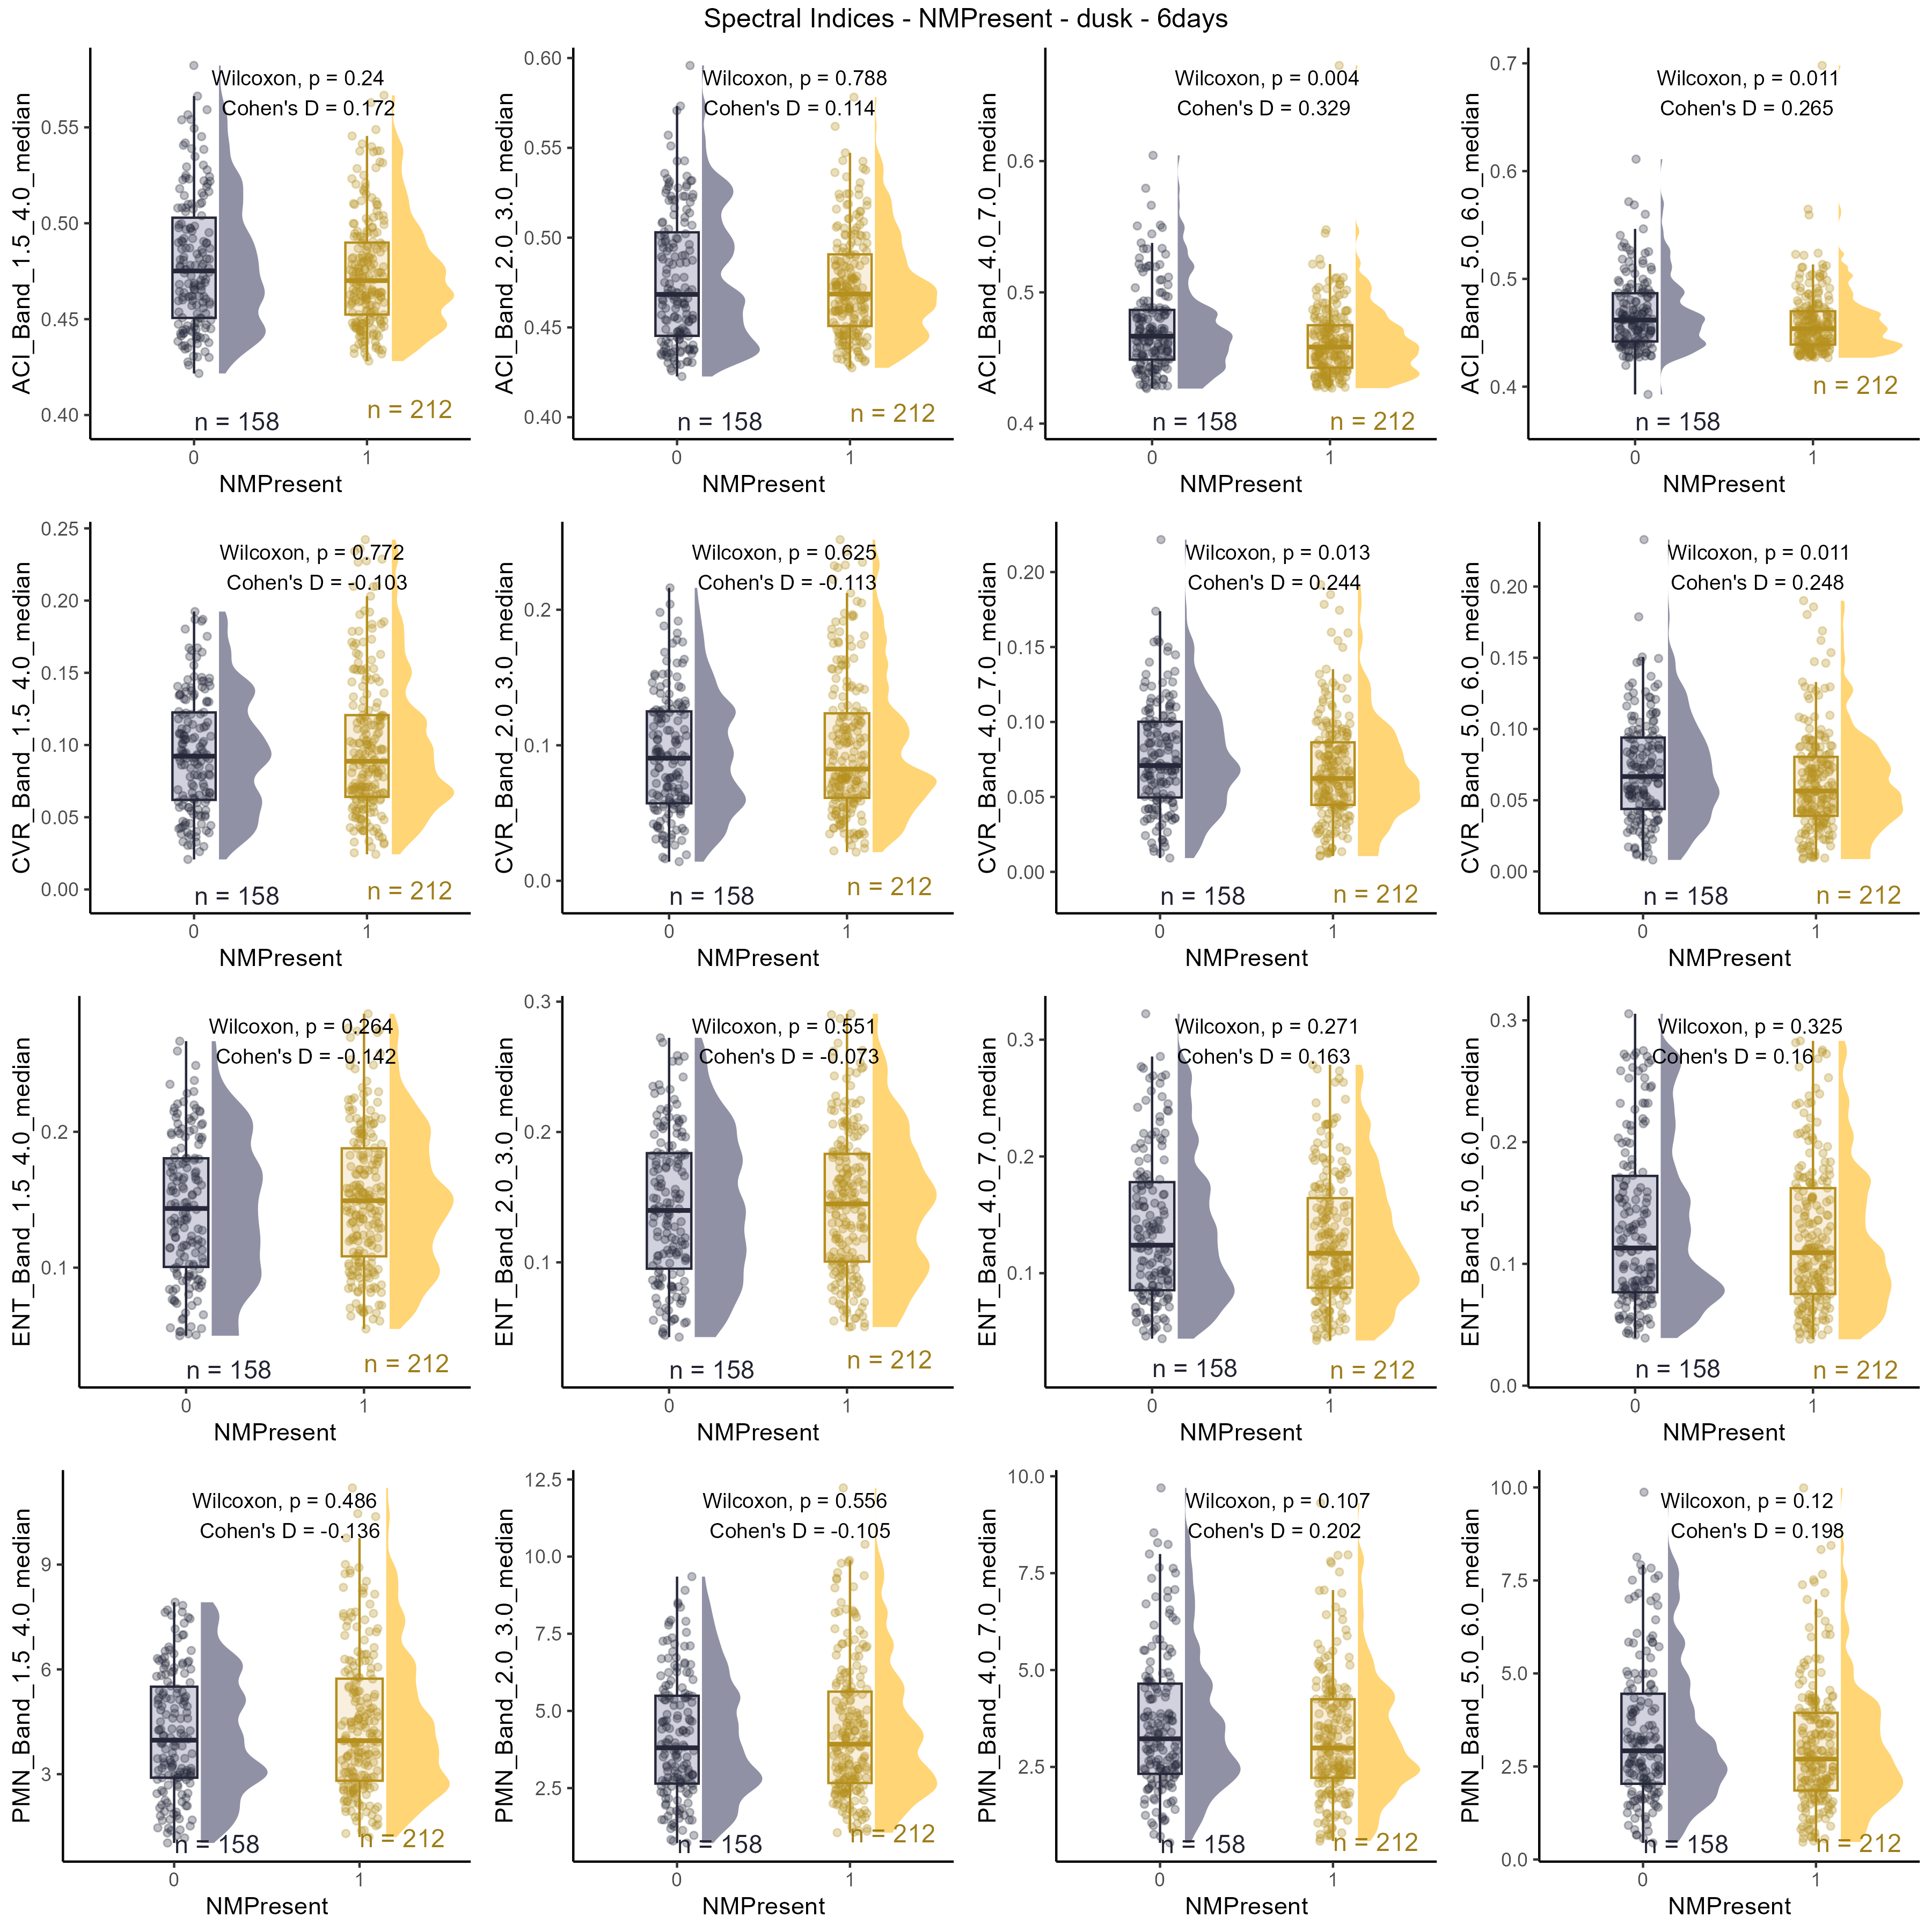 Spectral Indices - NMPresent - dusk - 6days
ACI_Band_1.5_4.0_median
Wilcoxon, p = 0.24
Cohen's D = 0.172
0.55
0.50
0.45
0.40
n = 158
n = 212
0
1
NMPresent
ACI_Band_2.0_3.0_median
Wilcoxon, p = 0.788
Cohen's D = 0.114
0.60
0.55
0.50
0.45
0.40
n = 158
n = 212
0
1
NMPresent
ACI_Band_4.0_7.0_median
Wilcoxon, p = 0.004
Cohen's D = 0.329
0.6
0.5
0.4
n = 158
n = 212
0
1
NMPresent
ACI_Band_5.0_6.0_median
Wilcoxon, p = 0.011
Cohen's D = 0.265
0.7
0.6
0.5
0.4
n = 212
n = 158
0
1
NMPresent
CVR_Band_1.5_4.0_median
Wilcoxon, p = 0.772
Cohen's D = -0.103
0.25
0.20
0.15
0.10
0.05
0.00
n = 158
n = 212
0
1
NMPresent
CVR_Band_2.0_3.0_median
Wilcoxon, p = 0.625
Cohen's D = -0.113
0.2
0.1
0.0
n = 158
n = 212
0
1
NMPresent
CVR_Band_4.0_7.0_median
Wilcoxon, p = 0.013
Cohen's D = 0.244
0.20
0.15
0.10
0.05
0.00
n = 158
n = 212
0
1
NMPresent
CVR_Band_5.0_6.0_median
Wilcoxon, p = 0.011
Cohen's D = 0.248
0.20
0.15
0.10
0.05
0.00
n = 158
n = 212
0
1
NMPresent
ENT_Band_1.5_4.0_median
Wilcoxon, p = 0.264
Cohen's D = -0.142
0.2
0.1
n = 158
n = 212
0
1
NMPresent
ENT_Band_2.0_3.0_median
Wilcoxon, p = 0.551
Cohen's D = -0.073
0.3
0.2
0.1
n = 158
n = 212
0
1
NMPresent
ENT_Band_4.0_7.0_median
Wilcoxon, p = 0.271
Cohen's D = 0.163
0.3
0.2
0.1
n = 158
n = 212
0
1
NMPresent
ENT_Band_5.0_6.0_median
Wilcoxon, p = 0.325
Cohen's D = 0.16
0.3
0.2
0.1
0.0
n = 158
n = 212
0
1
NMPresent
PMN_Band_1.5_4.0_median
Wilcoxon, p = 0.486
Cohen's D = -0.136
9
6
3
n = 158
n = 212
0
1
NMPresent
PMN_Band_2.0_3.0_median
Wilcoxon, p = 0.556
Cohen's D = -0.105
12.5
10.0
7.5
5.0
2.5
n = 158
n = 212
0
1
NMPresent
PMN_Band_4.0_7.0_median
Wilcoxon, p = 0.107
Cohen's D = 0.202
10.0
7.5
5.0
2.5
n = 158
n = 212
0
1
NMPresent
PMN_Band_5.0_6.0_median
Wilcoxon, p = 0.12
Cohen's D = 0.198
10.0
7.5
5.0
2.5
0.0
n = 158
n = 212
0
1
NMPresent